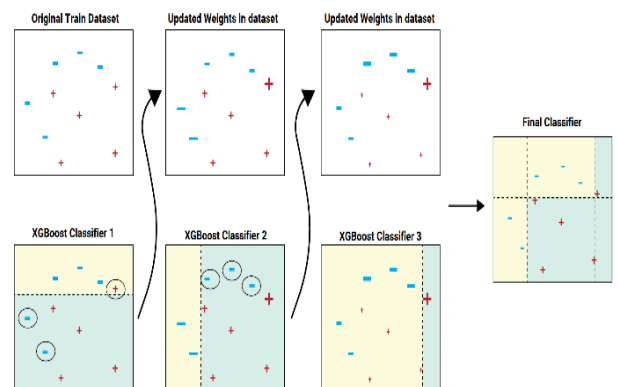 Original Train Dataset
Updated Weights in dataset
Updated Weights in dataset
Final Classifier
XGBoost Classifier 1
XGBoost Classifier 2
XGBoost Classifier 3